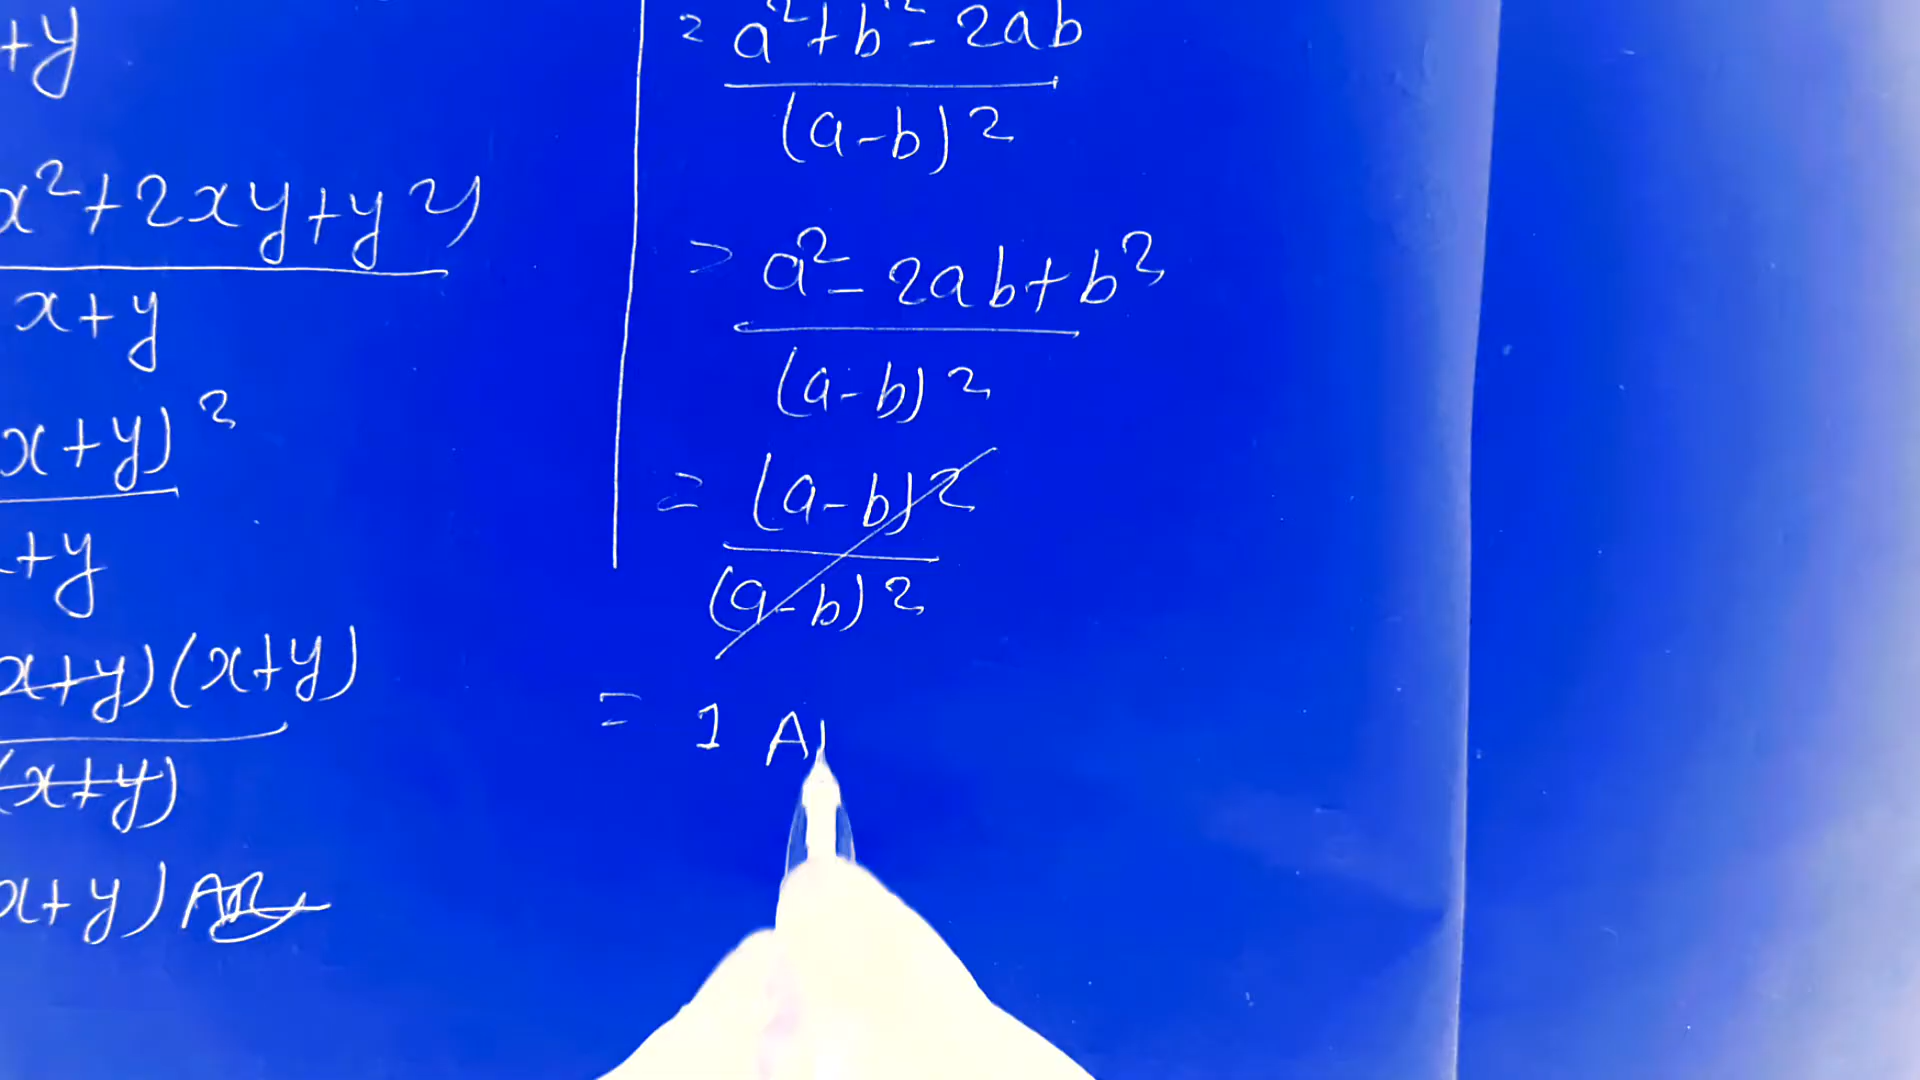 +y
x²+2xy+y²)
x+y
x+y)²
+y
x+y)(x+y)
(x+y)
x+y) Ans
= a²+b²-2ab
(a-b)²
= a²-2ab+b²
(a-b)²
= (a-b)²
(a-b)²
= 1 A